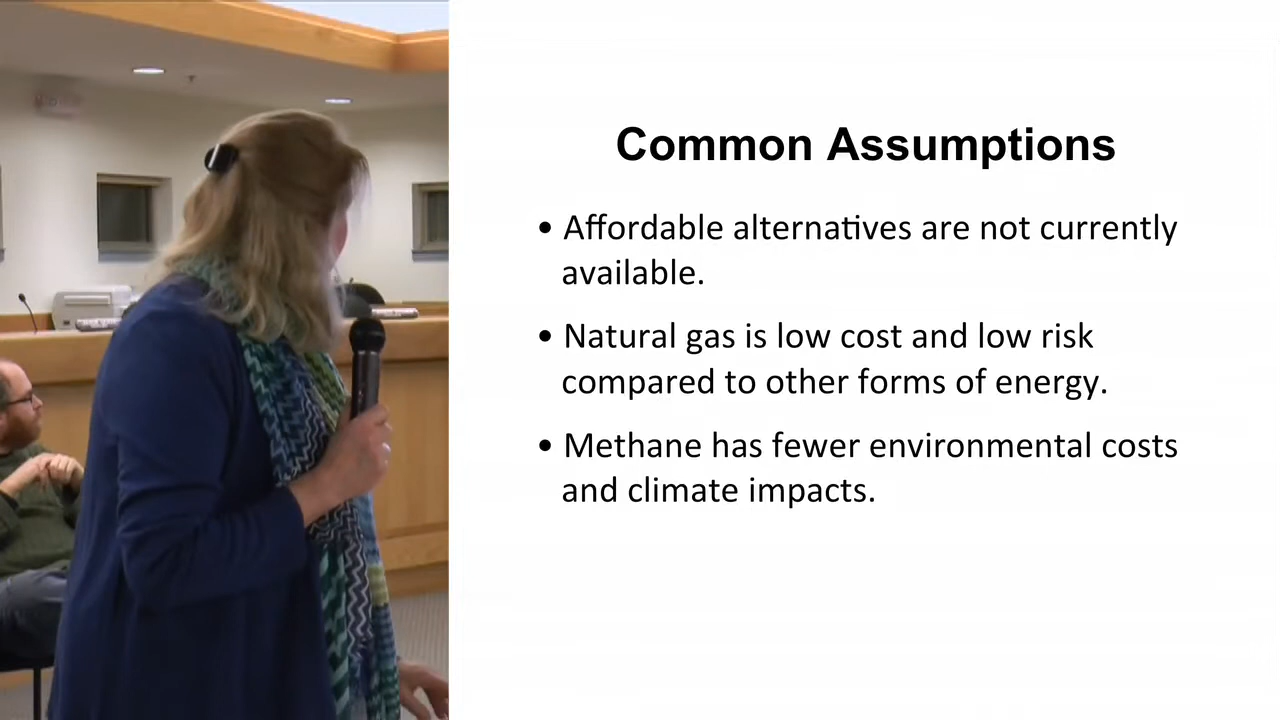 Common Assumptions
• Affordable alternatives are not currently
available.
• Natural gas is low cost and low risk
compared to other forms of energy.
• Methane has fewer environmental costs
and climate impacts.